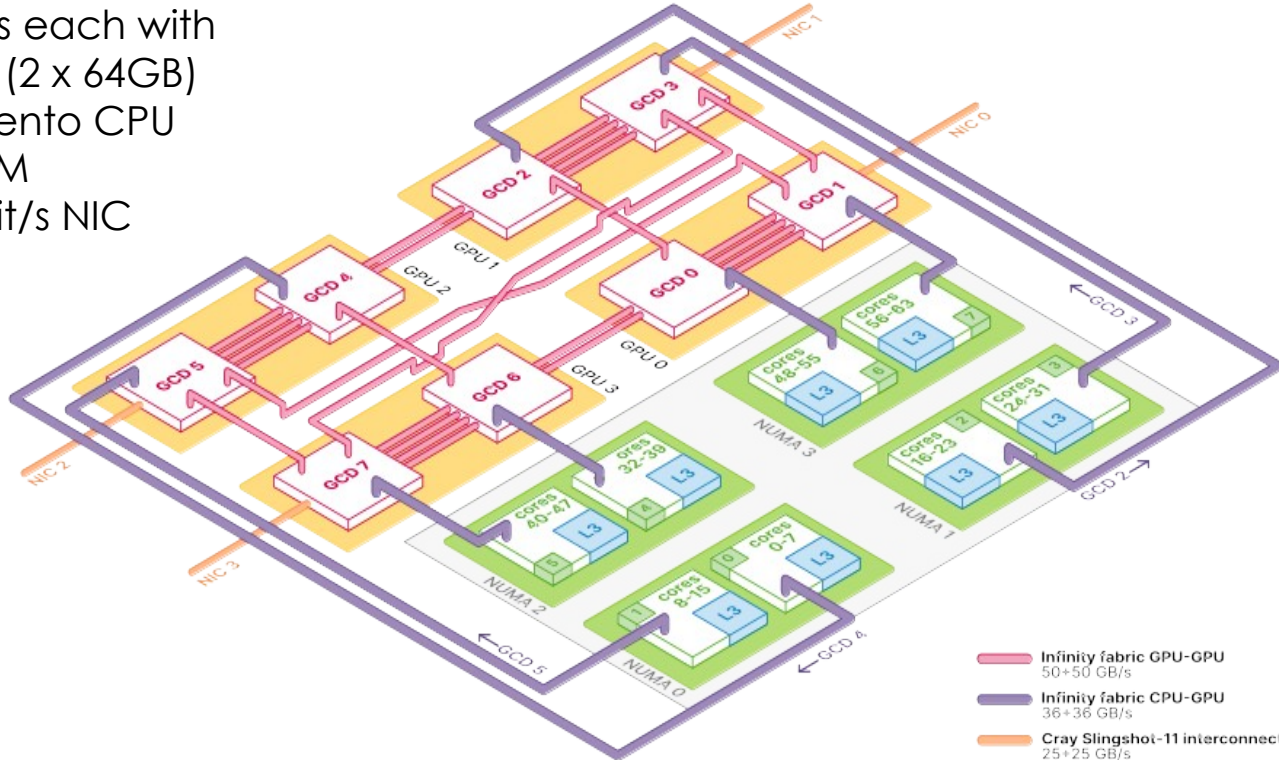 s each with
(2 x 64GB)
ento CPU
M
it/s NIC
NIC 1
GCD 3
NIC 0
GCD 2
GCD 1
GPU 1
GCD 4
GPU 2
GCD 0
GCD 5
GPU 0
GCD 6
GPU 3
GCD 7
NIC 2
NIC 3
cores
56-63
L3
7
cores
48-55
L3
6
NUMA 3
←GCD 3
cores
24-31
L3
3
cores
16-23
L3
2
NUMA 1
GCD 2→
ores
32-39
L3
4
cores
40-47
L3
5
NUMA 2
cores
0-7
L3
0
cores
8-15
L3
1
NUMA 0
←GCD 5
←GCD 4
Infinity fabric GPU-GPU
50+50 GB/s
Infinity fabric CPU-GPU
36+36 GB/s
Cray Slingshot-11 interconnect
25+25 GB/s